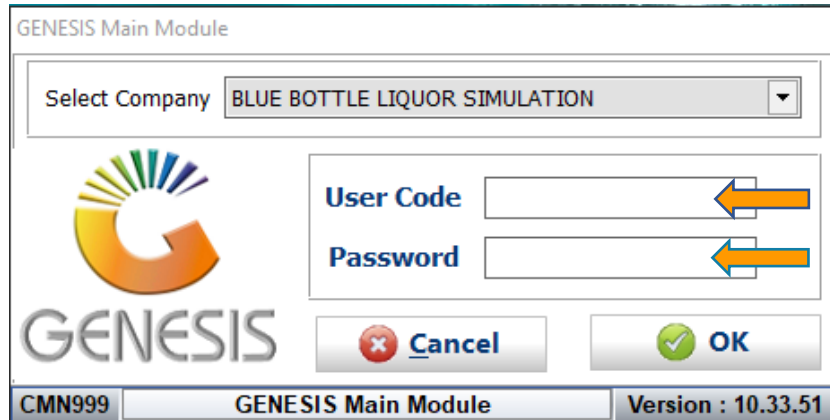 GENESIS Main Module
Select Company BLUE BOTTLE LIQUOR SIMULATION
User Code
Password
GENESIS
Cancel OK
CMN999 GENESIS Main Module Version : 10.33.51